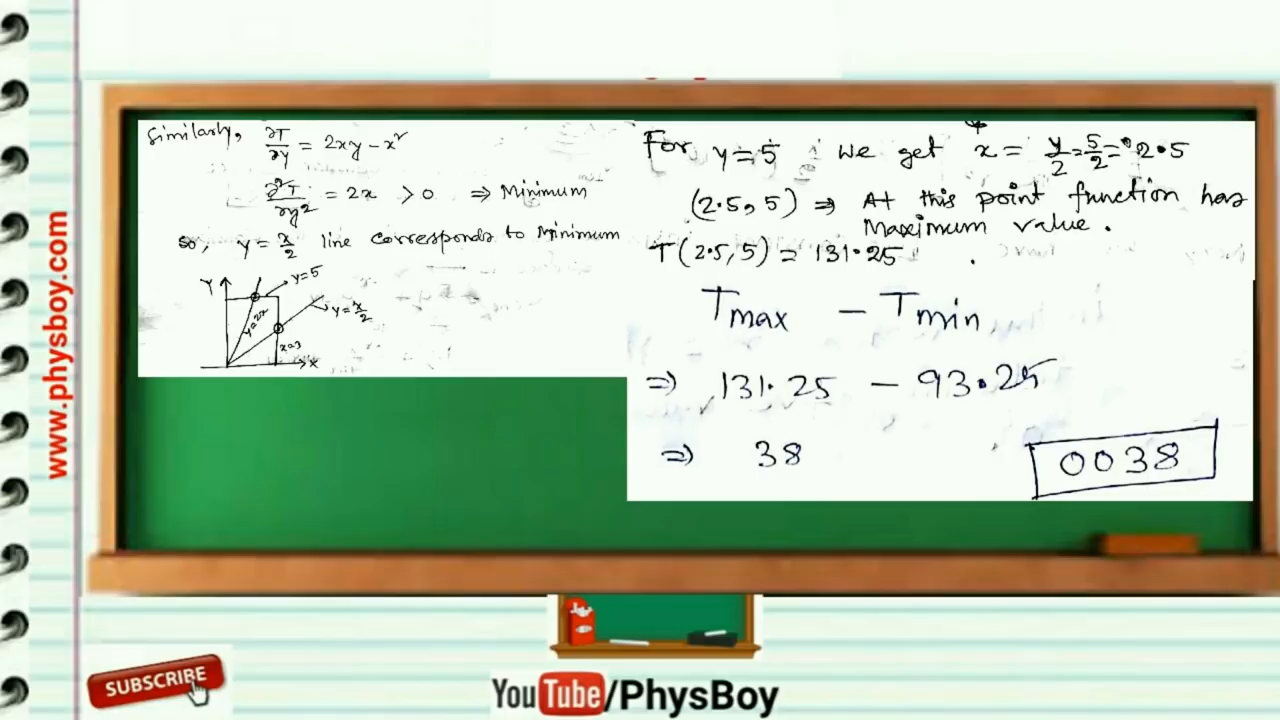 Similarly, ∂T/∂y = 2xy - x²
∂²T/∂y² = 2x > 0 ⇒ Minimum
so, y = x/2 line corresponds to Minimum
Y
y=5
y=2x
y=x/2
x=3
x
For y=5 we get x = y/2 = 5/2 = 2.5
(2.5, 5) ⇒ At this point function has
Maximum value.
T(2.5, 5) = 131.25
Tmax - Tmin
⇒ 131.25 - 93.25
⇒ 38
0038
www.physboy.com
SUBSCRIBE
YouTube/PhysBoy